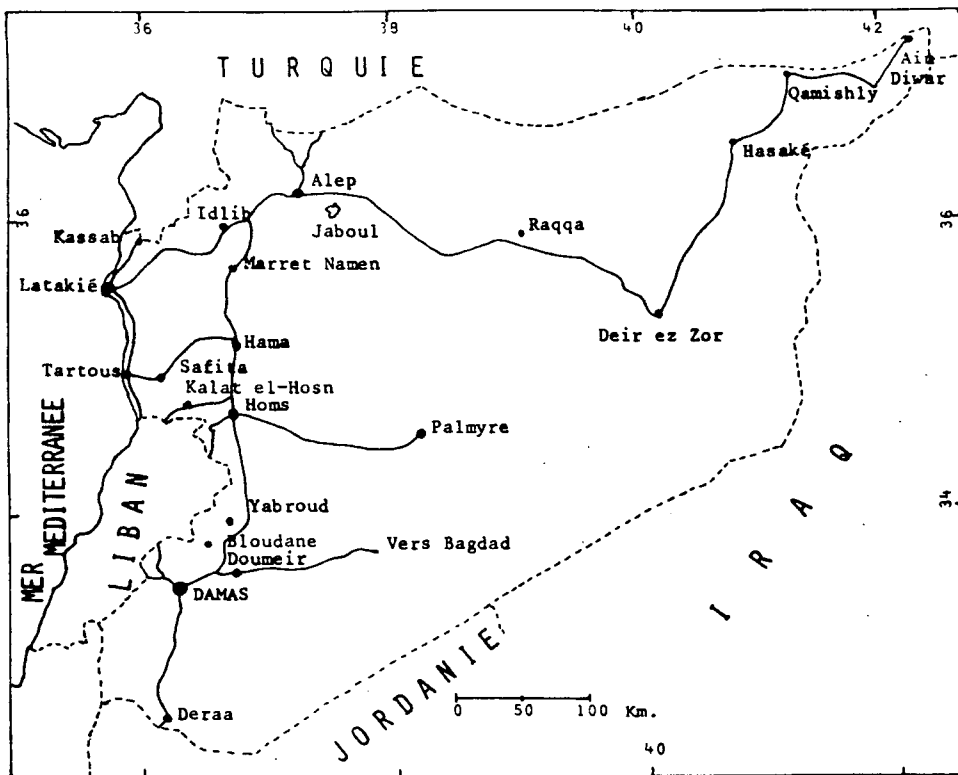 36
39
40
42
TURQUIE
Ain
Diwar
Qamishly
Hasaké
Alep
36
Idlib
Jaboul
Raqqa
36
Kassab
Marret Namen
Latakié
Deir ez Zor
Hama
Tartous
Safita
Kalat el-Hosn
Homs
Palmyre
MER MEDITERRANEE
LIBAN
IRAQ
34
Yabroud
Bloudane
Vers Bagdad
Doumeir
DAMAS
JORDANIE
Deraa
0 50 100 Km.
40